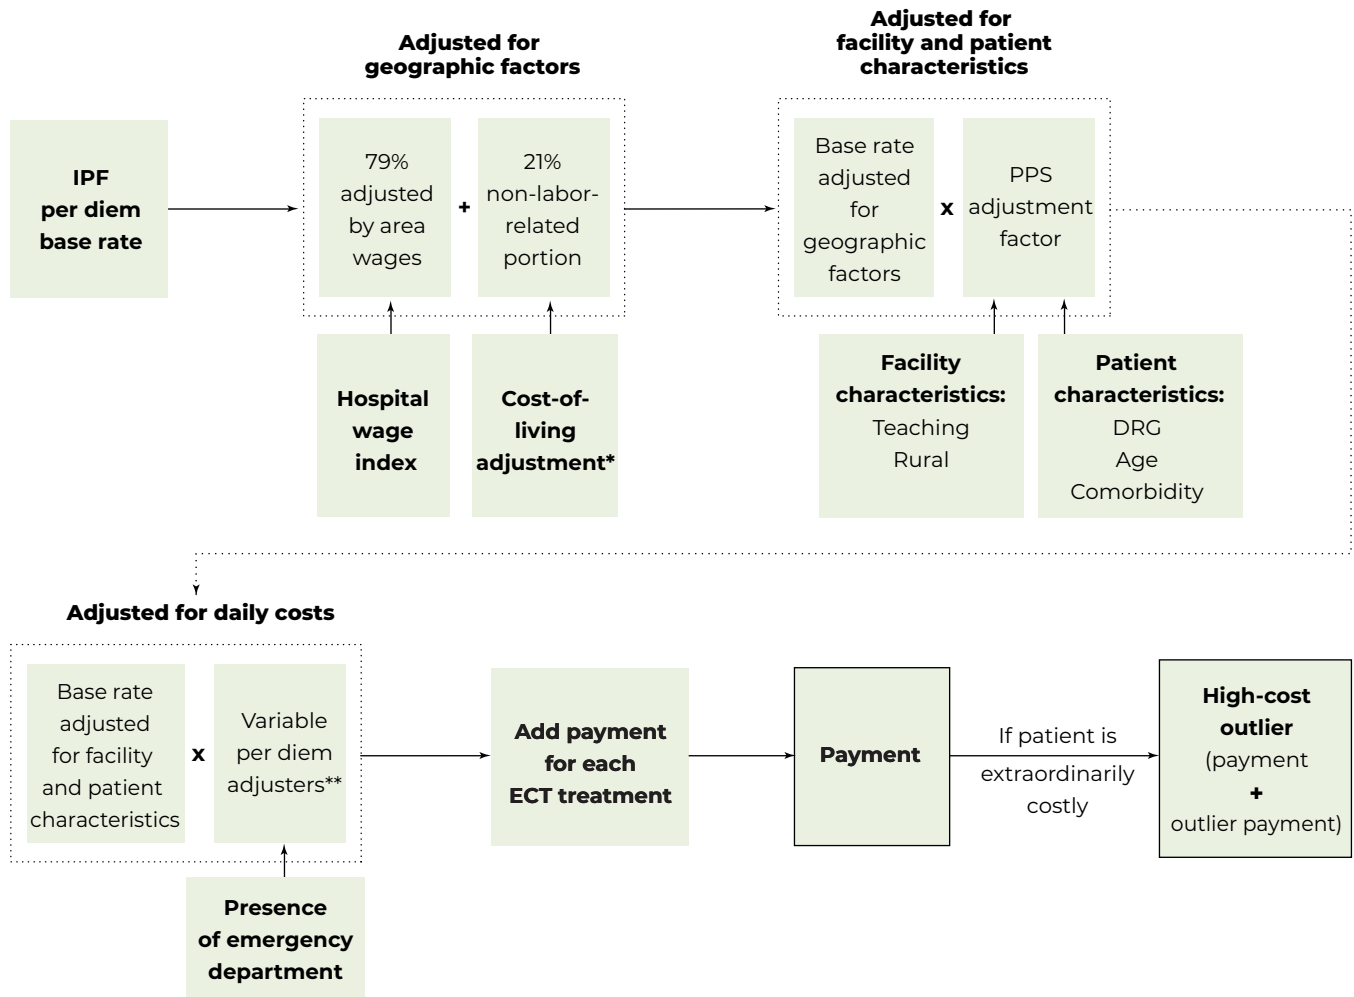 Adjusted for
geographic factors
Adjusted for
facility and patient
characteristics
IPF
per diem
base rate
79%
adjusted
by area
wages
+
21%
non-labor-
related
portion
Base rate
adjusted
for
geographic
factors
x
PPS
adjustment
factor
Hospital
wage
index
Cost-of-
living
adjustment*
Facility
characteristics:
Teaching
Rural
Patient
characteristics:
DRG
Age
Comorbidity
Adjusted for daily costs
Base rate
adjusted
for facility
and patient
characteristics
x
Variable
per diem
adjusters**
Add payment
for each
ECT treatment
Payment
If patient is
extraordinarily
costly
High-cost
outlier
(payment
+
outlier payment)
Presence
of emergency
department